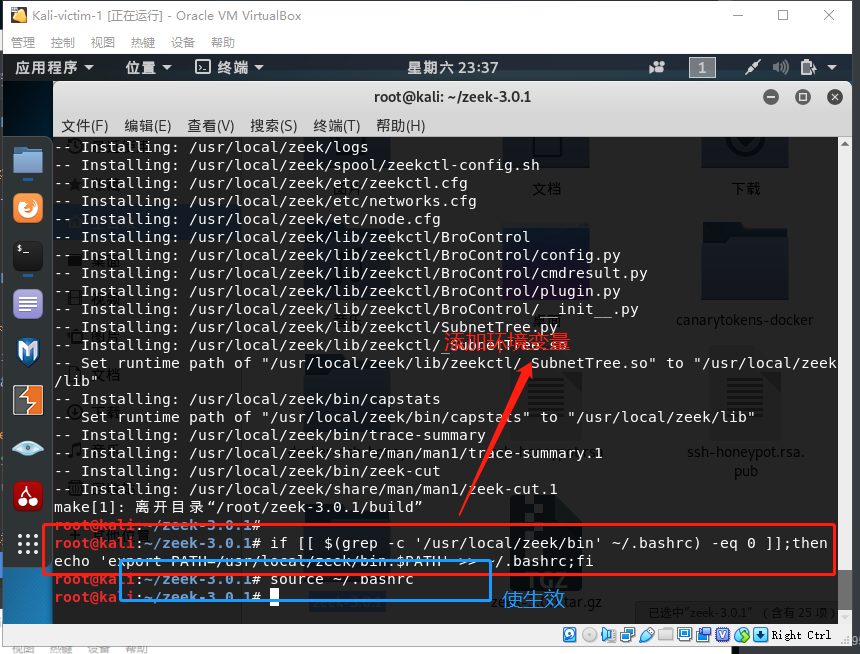 Kali-victim-1 [正在运行] - Oracle VM VirtualBox
管理 控制 视图 热键 设备 帮助
应用程序 位置 终端 星期六 23:37 1
root@kali: ~/zeek-3.0.1
文件(F) 编辑(E) 查看(V) 搜索(S) 终端(T) 帮助(H)
-- Installing: /usr/local/zeek/logs
-- Installing: /usr/local/zeek/spool/zeekctl-config.sh
-- Installing: /usr/local/zeek/etc/zeekctl.cfg
文档 下载
-- Installing: /usr/local/zeek/etc/networks.cfg
-- Installing: /usr/local/zeek/etc/node.cfg
-- Installing: /usr/local/zeek/lib/zeekctl/BroControl
-- Installing: /usr/local/zeek/lib/zeekctl/BroControl/config.py
-- Installing: /usr/local/zeek/lib/zeekctl/BroControl/cmdresult.py
-- Installing: /usr/local/zeek/lib/zeekctl/BroControl/plugin.py
-- Installing: /usr/local/zeek/lib/zeekctl/BroControl/__init__.py
canarytokens-docker
-- Installing: /usr/local/zeek/lib/zeekctl/SubnetTree.py
-- Installing: /usr/local/zeek/lib/zeekctl/_SubnetTree.so
添加环境变量
-- Set runtime path of "/usr/local/zeek/lib/zeekctl/_SubnetTree.so" to "/usr/local/zeek
/lib"
-- Installing: /usr/local/zeek/bin/capstats
-- Set runtime path of "/usr/local/zeek/bin/capstats" to "/usr/local/zeek/lib"
-- Installing: /usr/local/zeek/bin/trace-summary
-- Installing: /usr/local/zeek/share/man/man1/trace-summary.1
ssh-honeypot.rsa.
pub
-- Installing: /usr/local/zeek/bin/zeek-cut
-- Installing: /usr/local/zeek/share/man/man1/zeek-cut.1
make[1]: 离开目录“/root/zeek-3.0.1/build”
root@kali:~/zeek-3.0.1#
root@kali:~/zeek-3.0.1# if [[ $(grep -c '/usr/local/zeek/bin' ~/.bashrc) -eq 0 ]];then
echo 'export PATH=/usr/local/zeek/bin:$PATH' >> ~/.bashrc;fi
root@kali:~/zeek-3.0.1# source ~/.bashrc
root@kali:~/zeek-3.0.1#
使生效
已选中“zeek-3.0.1” (含有 25 项)
Right Ctrl
视图 热键 设备 帮助